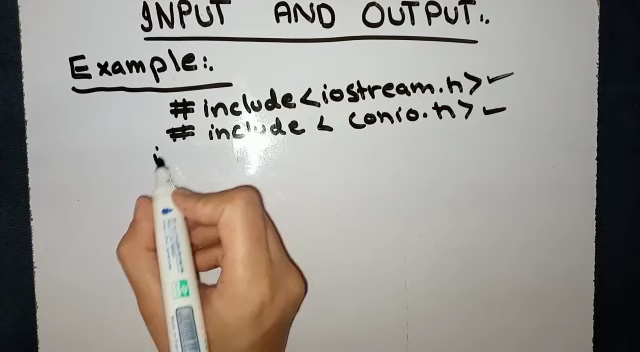 INPUT AND OUTPUT:.
Example:.
# include<iostream.h>
# include < conio.h>